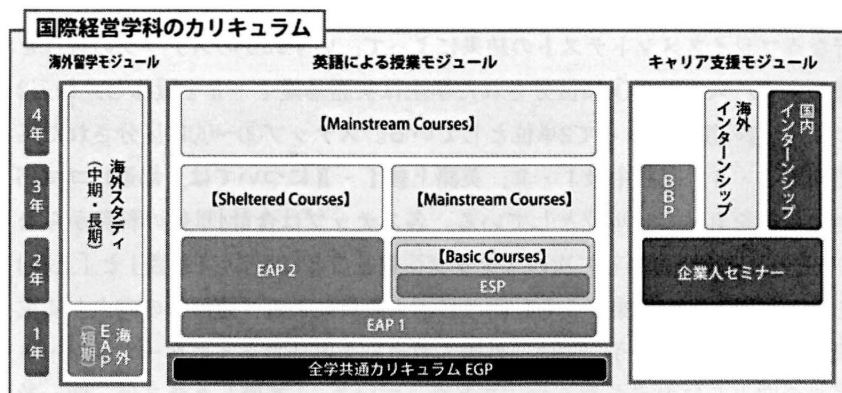 国際経営学科のカリキュラム
海外留学モジュール
英語による授業モジュール
キャリア支援モジュール
4年
3年
2年
1年
海外スタディ
(中期・長期)
海外
EAP
(短期)
【Mainstream Courses】
【Sheltered Courses】
【Mainstream Courses】
EAP 2
【Basic Courses】
ESP
EAP 1
全学共通カリキュラム EGP
BBP
海外
インターンシップ
国内
インターンシップ
企業人セミナー